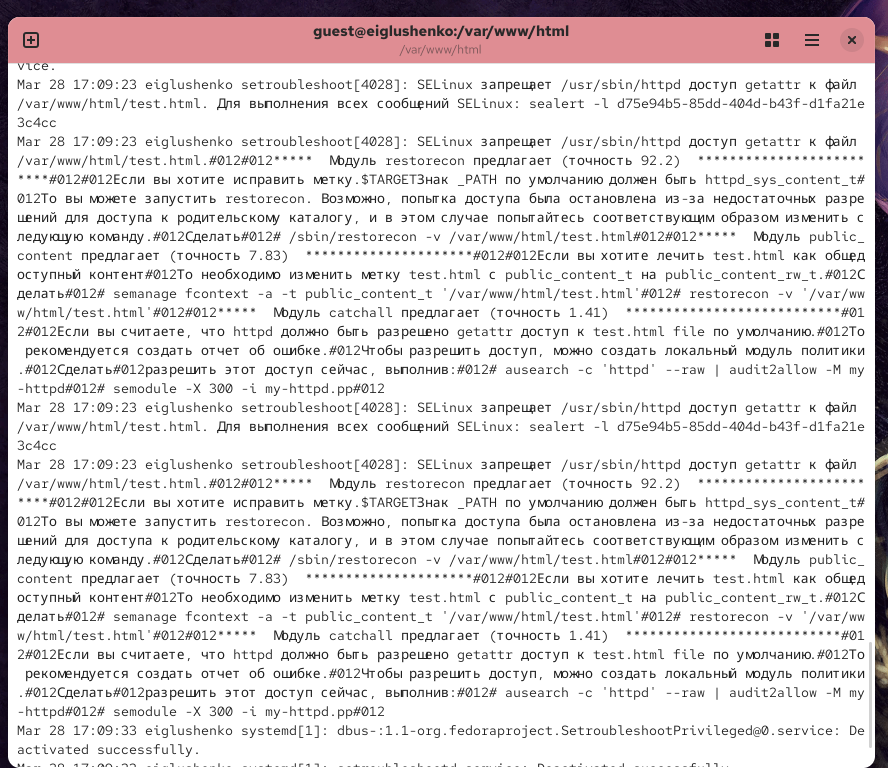 guest@eiglushenko:/var/www/html
/var/www/html
vice.
Mar 28 17:09:23 eiglushenko setroubleshoot[4028]: SELinux запрещает /usr/sbin/httpd доступ getattr к файл
/var/www/html/test.html. Для выполнения всех сообщений SELinux: sealert -l d75e94b5-85dd-404d-b43f-d1fa21e
3c4cc
Mar 28 17:09:23 eiglushenko setroubleshoot[4028]: SELinux запрещает /usr/sbin/httpd доступ getattr к файл
/var/www/html/test.html.#012#012*****  Модуль restorecon предлагает (точность 92.2)  *********************
****#012#012Если вы хотите исправить метку.$TARGETЗнак _PATH по умолчанию должен быть httpd_sys_content_t#
012То вы можете запустить restorecon. Возможно, попытка доступа была остановлена из-за недостаточных разре
шений для доступа к родительскому каталогу, и в этом случае попытайтесь соответствующим образом изменить с
ледующую команду.#012Сделать#012# /sbin/restorecon -v /var/www/html/test.html#012#012*****  Модуль public_
content предлагает (точность 7.83)  *********************#012#012Если вы хотите лечить test.html как общед
оступный контент#012То необходимо изменить метку test.html с public_content_t на public_content_rw_t.#012С
делать#012# semanage fcontext -a -t public_content_t '/var/www/html/test.html'#012# restorecon -v '/var/ww
w/html/test.html'#012#012*****  Модуль catchall предлагает (точность 1.41)  ***************************#01
2#012Если вы считаете, что httpd должно быть разрешено getattr доступ к test.html file по умолчанию.#012То
рекомендуется создать отчет об ошибке.#012Чтобы разрешить доступ, можно создать локальный модуль политики
.#012Сделать#012разрешить этот доступ сейчас, выполнив:#012# ausearch -c 'httpd' --raw | audit2allow -M my
-httpd#012# semodule -X 300 -i my-httpd.pp#012
Mar 28 17:09:23 eiglushenko setroubleshoot[4028]: SELinux запрещает /usr/sbin/httpd доступ getattr к файл
/var/www/html/test.html. Для выполнения всех сообщений SELinux: sealert -l d75e94b5-85dd-404d-b43f-d1fa21e
3c4cc
Mar 28 17:09:23 eiglushenko setroubleshoot[4028]: SELinux запрещает /usr/sbin/httpd доступ getattr к файл
/var/www/html/test.html.#012#012*****  Модуль restorecon предлагает (точность 92.2)  *********************
****#012#012Если вы хотите исправить метку.$TARGETЗнак _PATH по умолчанию должен быть httpd_sys_content_t#
012То вы можете запустить restorecon. Возможно, попытка доступа была остановлена из-за недостаточных разре
шений для доступа к родительскому каталогу, и в этом случае попытайтесь соответствующим образом изменить с
ледующую команду.#012Сделать#012# /sbin/restorecon -v /var/www/html/test.html#012#012*****  Модуль public_
content предлагает (точность 7.83)  *********************#012#012Если вы хотите лечить test.html как общед
оступный контент#012То необходимо изменить метку test.html с public_content_t на public_content_rw_t.#012С
делать#012# semanage fcontext -a -t public_content_t '/var/www/html/test.html'#012# restorecon -v '/var/ww
w/html/test.html'#012#012*****  Модуль catchall предлагает (точность 1.41)  ***************************#01
2#012Если вы считаете, что httpd должно быть разрешено getattr доступ к test.html file по умолчанию.#012То
рекомендуется создать отчет об ошибке.#012Чтобы разрешить доступ, можно создать локальный модуль политики
.#012Сделать#012разрешить этот доступ сейчас, выполнив:#012# ausearch -c 'httpd' --raw | audit2allow -M my
-httpd#012# semodule -X 300 -i my-httpd.pp#012
Mar 28 17:09:33 eiglushenko systemd[1]: dbus-:1.1-org.fedoraproject.SetroubleshootPrivileged@0.service: De
activated successfully.
Mar 28 17:09:33 eiglushenko systemd[1]: setroubleshootd.service: Deactivated successfully.